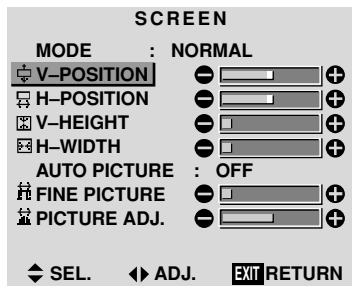 SCREEN
MODE : NORMAL
V–POSITION
H–POSITION
V–HEIGHT
H–WIDTH
AUTO PICTURE : OFF
FINE PICTURE
PICTURE ADJ.
SEL. ADJ. EXIT RETURN